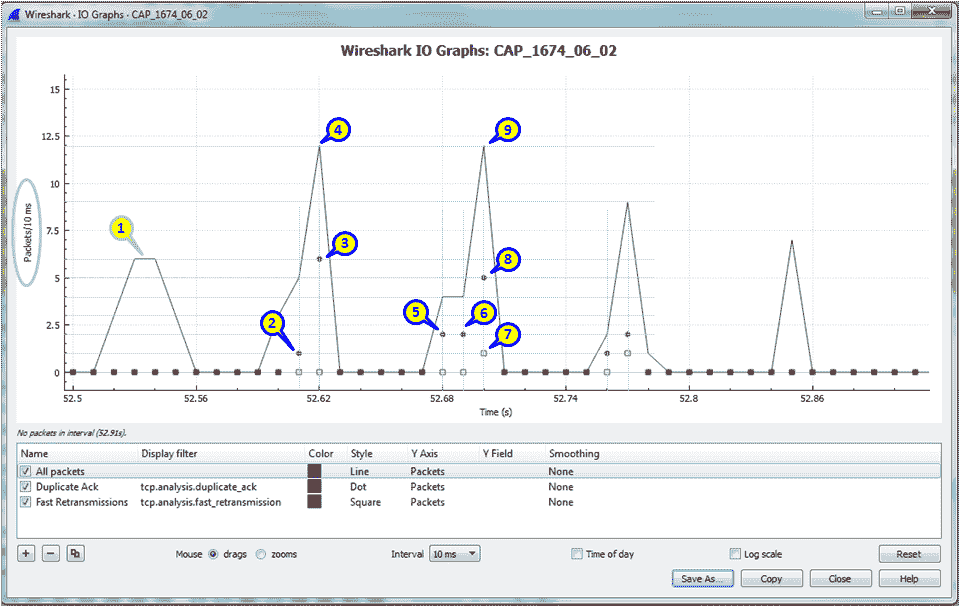 Wireshark · IO Graphs · CAP_1674_06_02
Wireshark IO Graphs: CAP_1674_06_02
15
12.5
10
7.5
5
2.5
0
Packets/10 ms
1
2
3
4
5
6
7
8
9
52.5
52.56
52.62
52.68
52.74
52.8
52.86
Time (s)
No packets in interval (52.91s).
Name Display filter Color Style Y Axis Y Field Smoothing
All packets Line Packets None
Duplicate Ack tcp.analysis.duplicate_ack Dot Packets None
Fast Retransmissions tcp.analysis.fast_retransmission Square Packets None
+ − Mouse drags zooms Interval 10 ms Time of day Log scale Reset
Save As... Copy Close Help